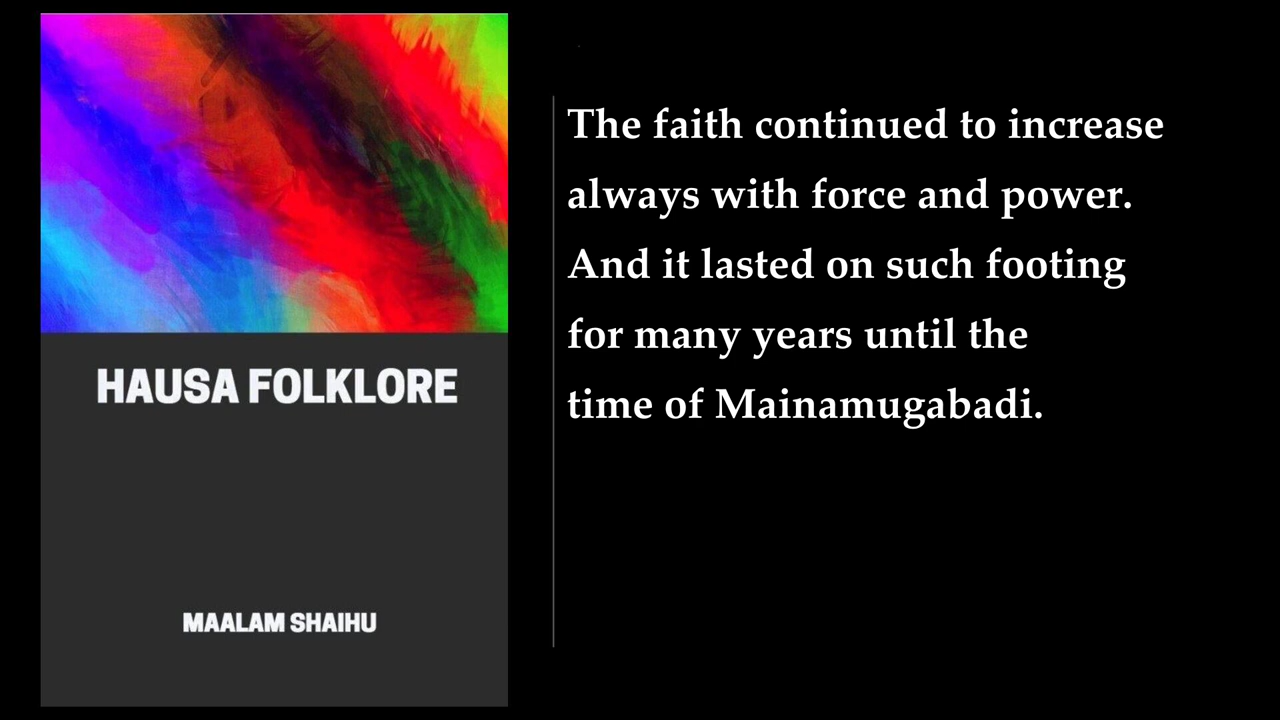 HAUSA FOLKLORE
MAALAM SHAIHU
The faith continued to increase
always with force and power.
And it lasted on such footing
for many years until the
time of Mainamugabadi.